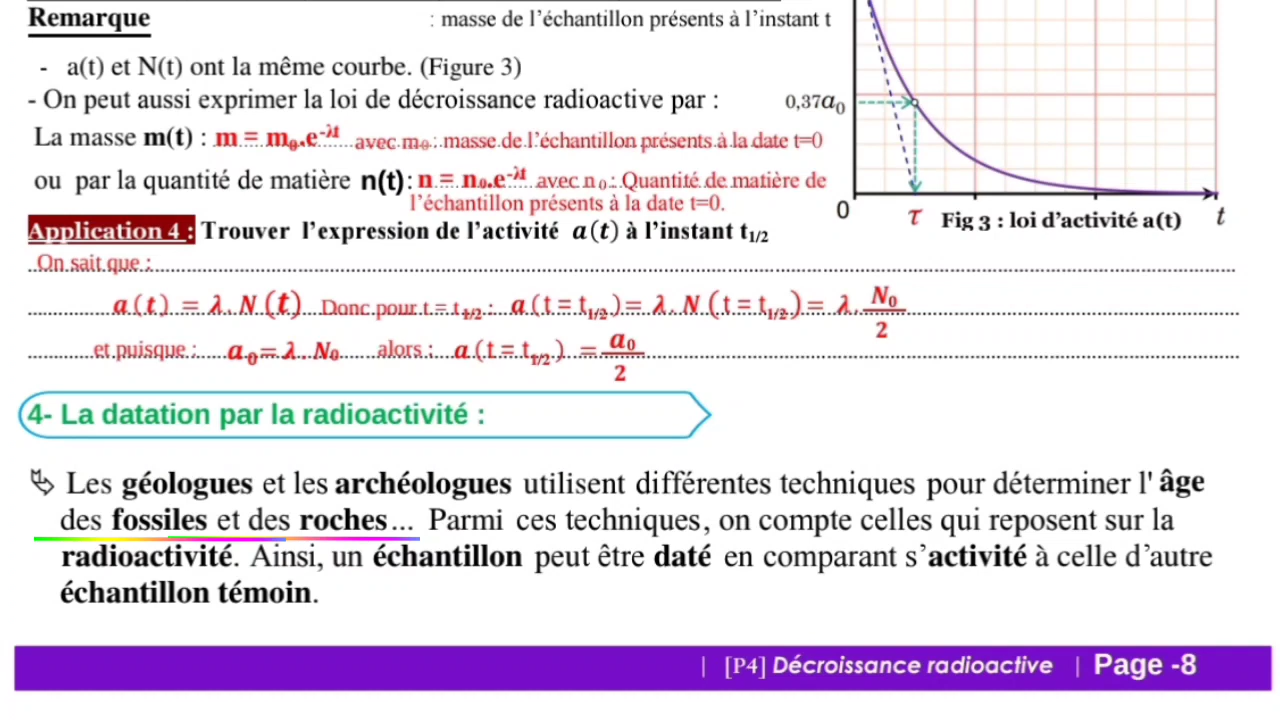 Remarque
: masse de l’échantillon présents à l’instant t
- a(t) et N(t) ont la même courbe. (Figure 3)
- On peut aussi exprimer la loi de décroissance radioactive par :
0,37a₀
La masse m(t) : m = m₀.e^-λt avec m₀ : masse de l’échantillon présents à la date t=0
ou par la quantité de matière n(t): n = n₀.e^-λt avec n₀ : Quantité de matière de
l’échantillon présents à la date t=0.
0 τ Fig 3 : loi d’activité a(t) t
Application 4 : Trouver l’expression de l’activité a(t) à l’instant t₁/₂
On sait que :
a(t) = λ. N(t) Donc pour t = t₁/₂ : a(t = t₁/₂) = λ. N(t = t₁/₂) = λ. N₀/2
et puisque : a₀ = λ. N₀ alors : a(t = t₁/₂) = a₀/2
4- La datation par la radioactivité :
Les géologues et les archéologues utilisent différentes techniques pour déterminer l' âge
des fossiles et des roches... Parmi ces techniques, on compte celles qui reposent sur la
radioactivité. Ainsi, un échantillon peut être daté en comparant s’activité à celle d’autre
échantillon témoin.
| [P4] Décroissance radioactive | Page -8